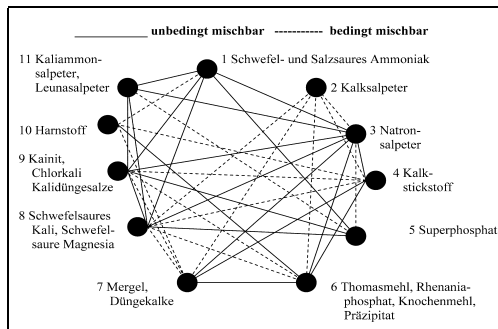 unbedingt mischbar bedingt mischbar
11 Kaliammon-
salpeter,
Leunasalpeter
1 Schwefel- und Salzsaures Ammoniak
2 Kalksalpeter
3 Natron-
salpeter
4 Kalk-
stickstoff
5 Superphosphat
6 Thomasmehl, Rhenania-
phosphat, Knochenmehl,
Präzipitat
7 Mergel,
Düngekalke
8 Schwefelsaures
Kali, Schwefel-
saure Magnesia
9 Kainit,
Chlorkali
Kalidüngesalze
10 Harnstoff